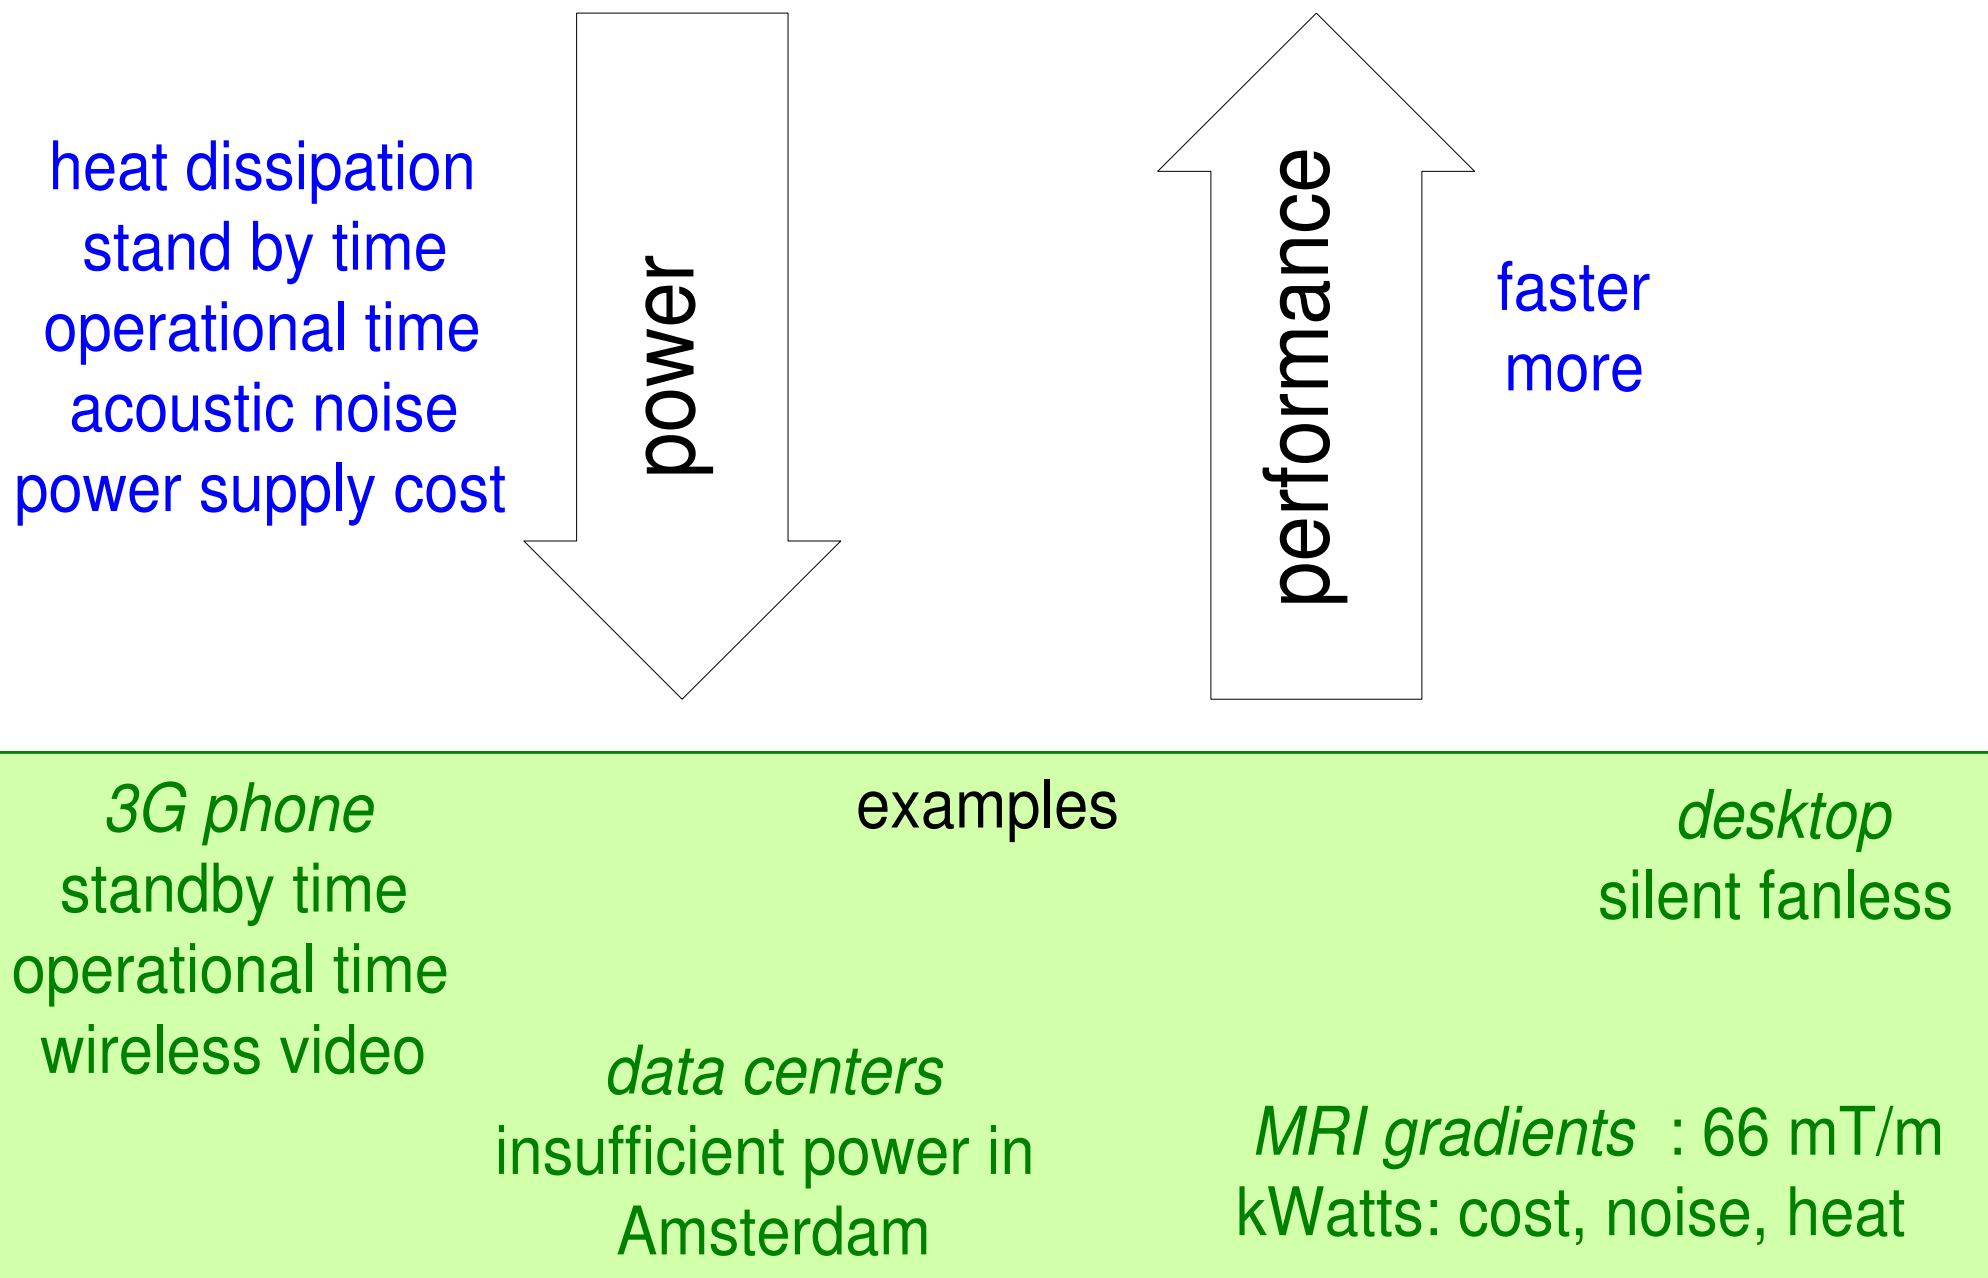 heat dissipation
stand by time
operational time
acoustic noise
power supply cost
power
performance
faster
more
examples
3G phone
standby time
operational time
wireless video
data centers
insufficient power in
Amsterdam
desktop
silent fanless
MRI gradients : 66 mT/m
kWatts: cost, noise, heat